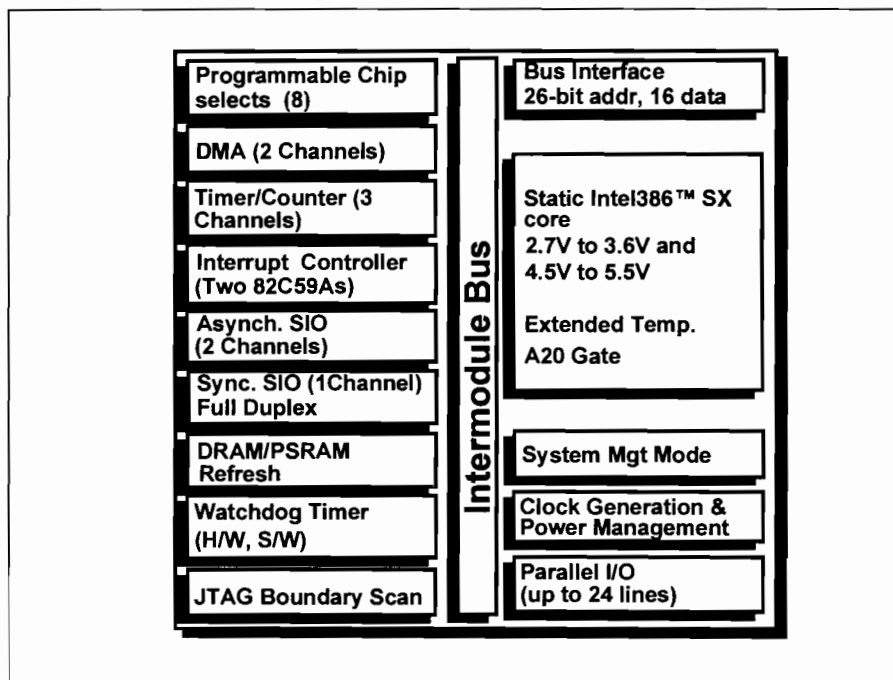 Programmable Chip
selects (8)
DMA (2 Channels)
Timer/Counter (3
Channels)
Interrupt Controller
(Two 82C59As)
Asynch. SIO
(2 Channels)
Sync. SIO (1Channel)
Full Duplex
DRAM/PSRAM
Refresh
Watchdog Timer
(H/W, S/W)
JTAG Boundary Scan
Intermodule Bus
Bus Interface
26-bit addr, 16 data
Static Intel386™ SX
core
2.7V to 3.6V and
4.5V to 5.5V
Extended Temp.
A20 Gate
System Mgt Mode
Clock Generation &
Power Management
Parallel I/O
(up to 24 lines)